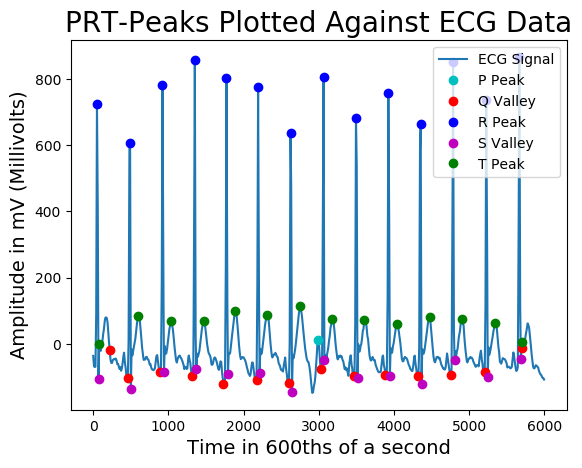 PRT-Peaks Plotted Against ECG Data
ECG Signal
P Peak
Q Valley
R Peak
S Valley
T Peak
Amplitude in mV (Millivolts)
800
600
400
200
0
0 1000 2000 3000 4000 5000 6000
Time in 600ths of a second